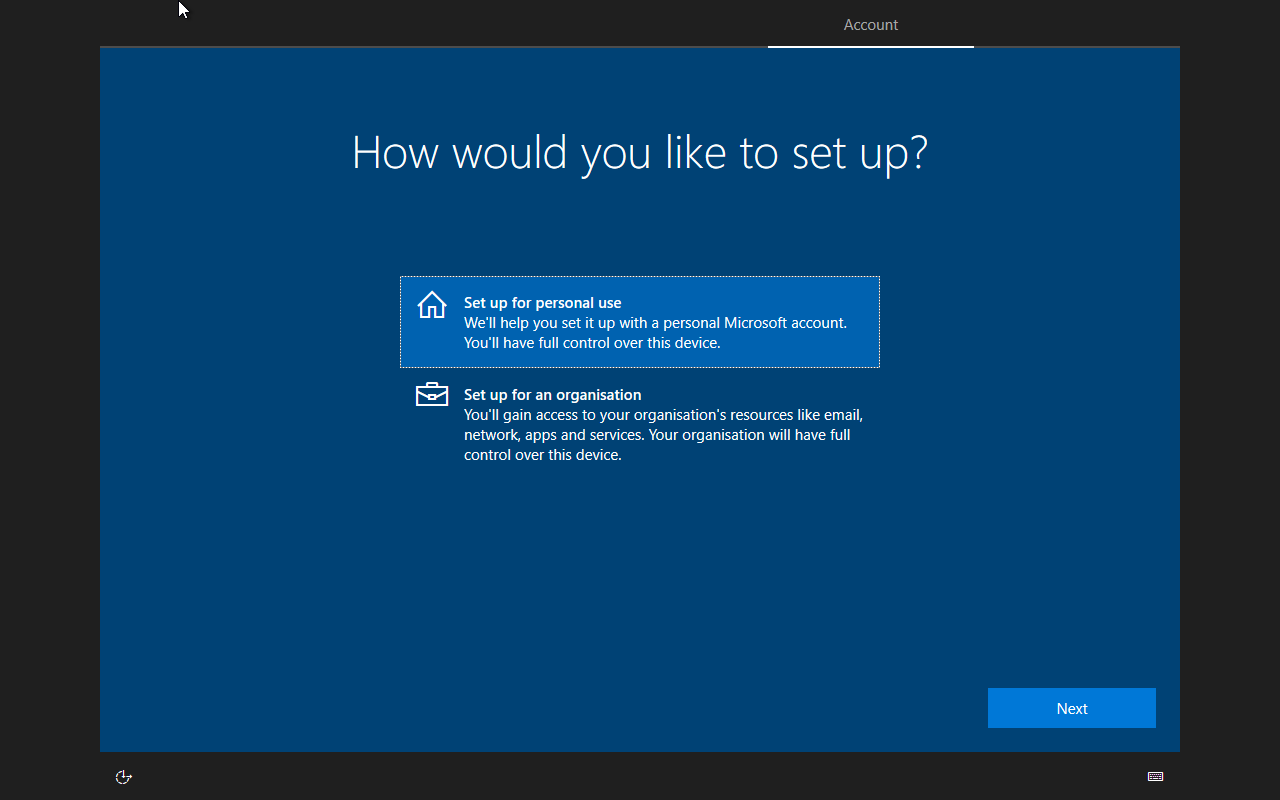 Account
How would you like to set up?
Set up for personal use
We'll help you set it up with a personal Microsoft account.
You'll have full control over this device.
Set up for an organisation
You'll gain access to your organisation's resources like email,
network, apps and services. Your organisation will have full
control over this device.
Next